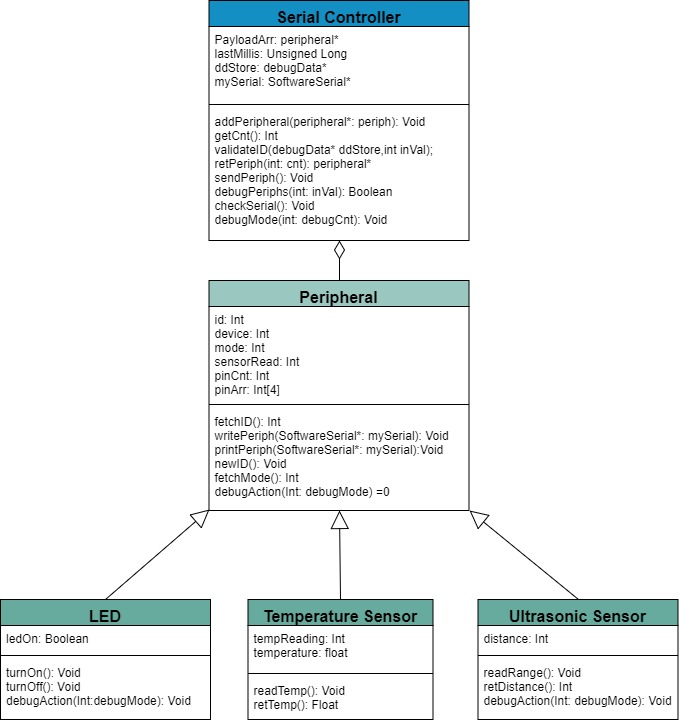 Serial Controller
PayloadArr: peripheral*
lastMillis: Unsigned Long
ddStore: debugData*
mySerial: SoftwareSerial*
addPeripheral(peripheral*: periph): Void
getCnt(): Int
validateID(debugData* ddStore,int inVal);
retPeriph(int: cnt): peripheral*
sendPeriph(): Void
debugPeriphs(int: inVal): Boolean
checkSerial(): Void
debugMode(int: debugCnt): Void
Peripheral
id: Int
device: Int
mode: Int
sensorRead: Int
pinCnt: Int
pinArr: Int[4]
fetchID(): Int
writePeriph(SoftwareSerial*: mySerial): Void
printPeriph(SoftwareSerial*: mySerial):Void
newID(): Void
fetchMode(): Int
debugAction(Int: debugMode) =0
LED
ledOn: Boolean
turnOn(): Void
turnOff(): Void
debugAction(Int:debugMode): Void
Temperature Sensor
tempReading: Int
temperature: float
readTemp(): Void
retTemp(): Float
Ultrasonic Sensor
distance: Int
readRange(): Void
retDistance(): Int
debugAction(Int: debugMode): Void